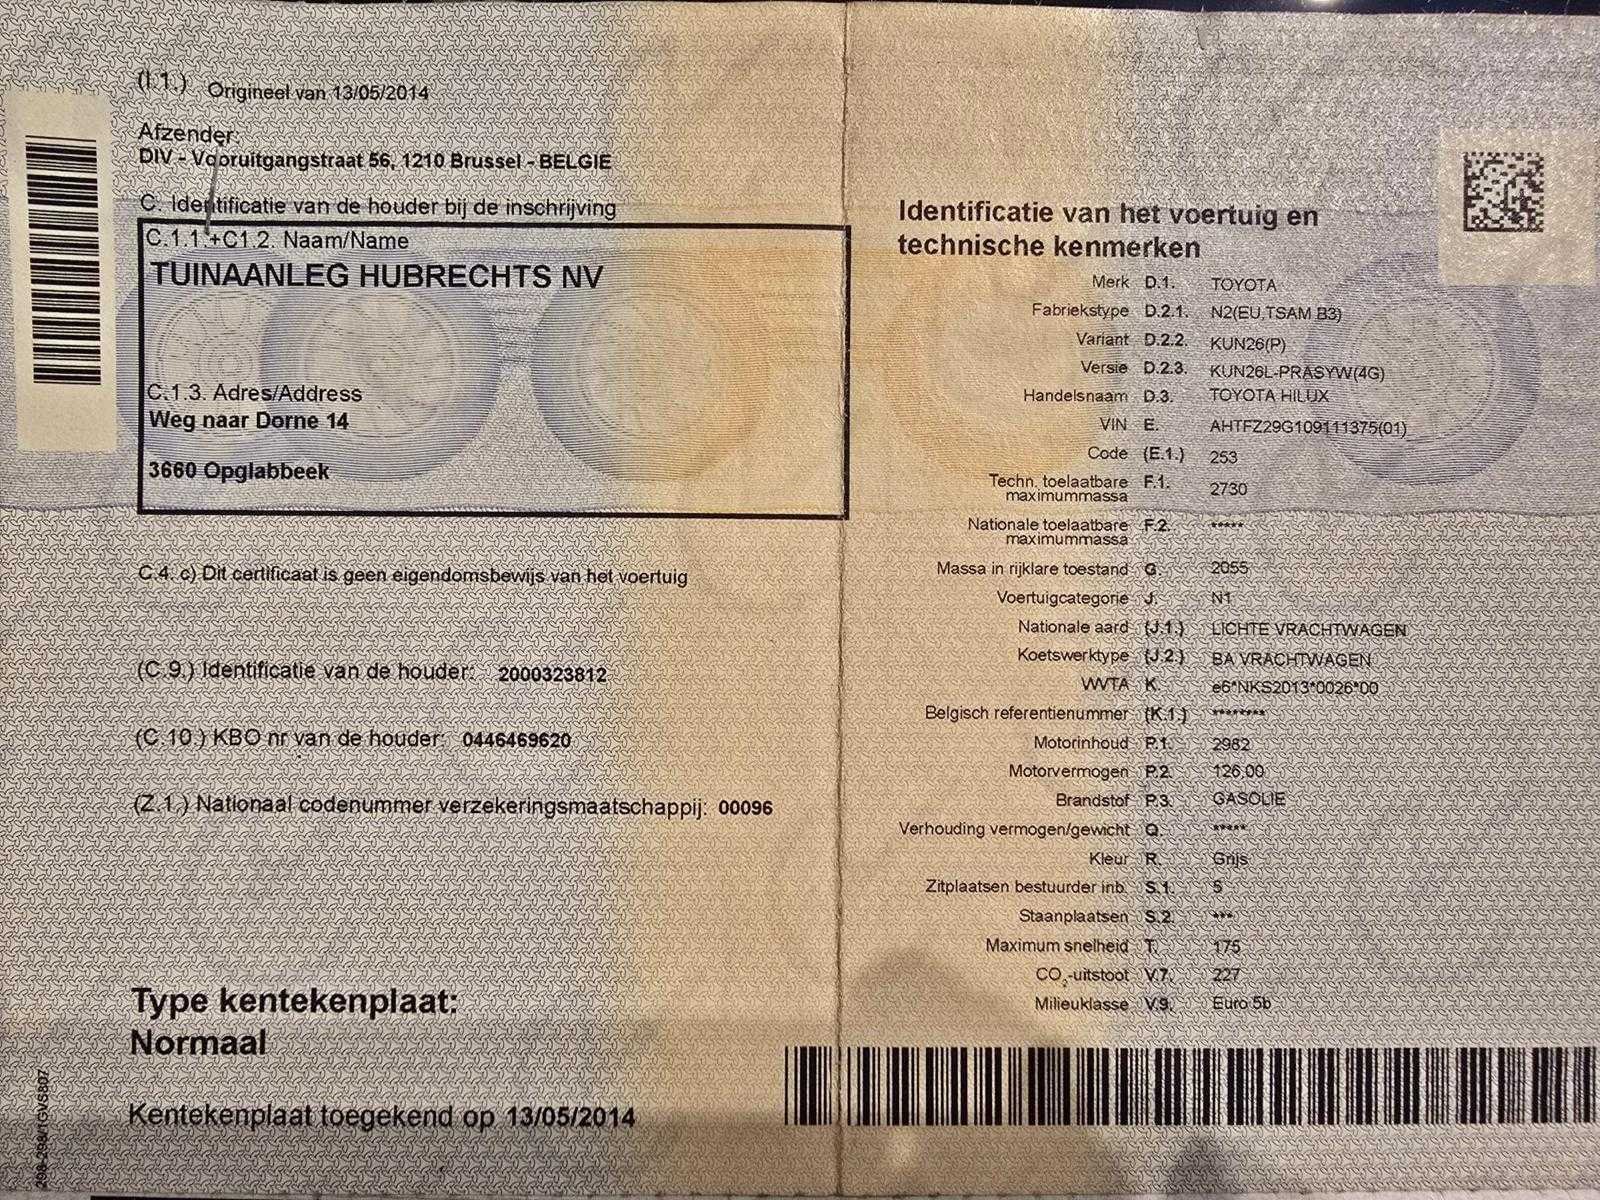 (I.1.) Origineel van 13/05/2014
Afzender:
DIV - Vooruitgangstraat 56, 1210 Brussel - BELGIE
C. Identificatie van de houder bij de inschrijving
C.1.1.+C1.2. Naam/Name
TUINAANLEG HUBRECHTS NV
C.1.3. Adres/Address
Weg naar Dorne 14
3660 Opglabbeek
C.4. c) Dit certificaat is geen eigendomsbewijs van het voertuig
(C.9.) Identificatie van de houder: 2000323812
(C.10.) KBO nr van de houder: 0446469620
(Z.1.) Nationaal codenummer verzekeringsmaatschappij: 00096
Type kentekenplaat:
Normaal
Kentekenplaat toegekend op 13/05/2014
298-298/1GVS807
Identificatie van het voertuig en
technische kenmerken
Merk D.1. TOYOTA
Fabriekstype D.2.1. N2(EU,TSAM B3)
Variant D.2.2. KUN26(P)
Versie D.2.3. KUN26L-PRASYW(4G)
Handelsnaam D.3. TOYOTA HILUX
VIN E. AHTFZ29G109111375(01)
Code (E.1.) 253
Techn. toelaatbare F.1. 2730
maximummassa
Nationale toelaatbare F.2. *****
maximummassa
Massa in rijklare toestand G. 2055
Voertuigcategorie J. N1
Nationale aard (J.1.) LICHTE VRACHTWAGEN
Koetswerktype (J.2.) BA VRACHTWAGEN
WVTA K. e6*NKS2013*0026*00
Belgisch referentienummer (K.1.) ********
Motorinhoud P.1. 2982
Motorvermogen P.2. 126,00
Brandstof P.3. GASOLIE
Verhouding vermogen/gewicht Q. *****
Kleur R. Grijs
Zitplaatsen bestuurder inb. S.1. 5
Staanplaatsen S.2. ***
Maximum snelheid T. 175
CO2-uitstoot V.7. 227
Milieuklasse V.9. Euro 5b